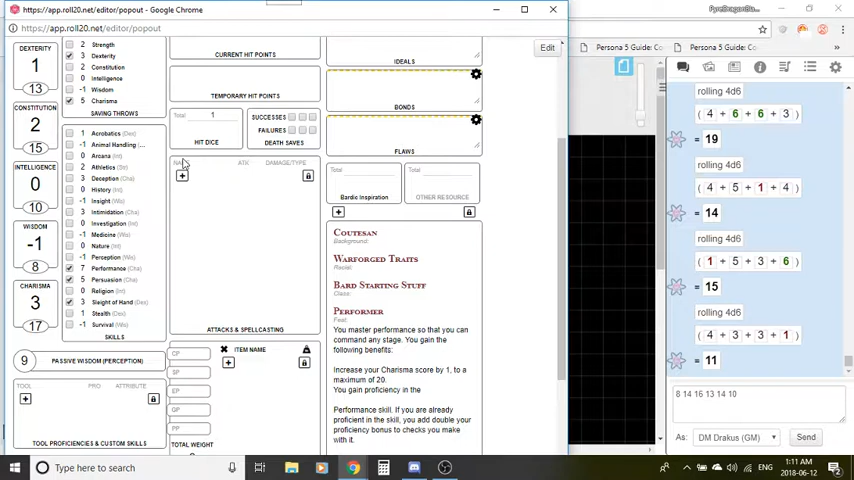 https://app.roll20.net/editor/popout - Google Chrome
https://app.roll20.net/editor/popout
Edit
DEXTERITY
1
13
CONSTITUTION
2
15
INTELLIGENCE
0
10
WISDOM
-1
8
CHARISMA
3
17
2 Strength
3 Dexterity
2 Constitution
0 Intelligence
-1 Wisdom
5 Charisma
SAVING THROWS
1 Acrobatics (Dex)
-1 Animal Handling (...
0 Arcana (Int)
2 Athletics (Str)
3 Deception (Cha)
0 History (Int)
-1 Insight (Wis)
3 Intimidation (Cha)
0 Investigation (Int)
-1 Medicine (Wis)
0 Nature (Int)
-1 Perception (Wis)
7 Performance (Cha)
5 Persuasion (Cha)
0 Religion (Int)
3 Sleight of Hand (Dex)
1 Stealth (Dex)
-1 Survival (Wis)
SKILLS
9 PASSIVE WISDOM (PERCEPTION)
TOOL PRO ATTRIBUTE
TOOL PROFICIENCIES & CUSTOM SKILLS
CURRENT HIT POINTS
TEMPORARY HIT POINTS
Total 1
HIT DICE
SUCCESSES
FAILURES
DEATH SAVES
ATK DAMAGE/TYPE
ATTACKS & SPELLCASTING
CP
SP
EP
GP
PP
ITEM NAME
TOTAL WEIGHT
IDEALS
BONDS
FLAWS
Total
Bardic Inspiration
Total
OTHER RESOURCE
COUTESAN
Background:
WARFORGED TRAITS
Racial:
BARD STARTING STUFF
Class:
PERFORMER
Feat:
You master performance so that you can
command any stage. You gain the
following benefits:
Increase your Charisma score by 1, to a
maximum of 20.
You gain proficiency in the
Performance skill. If you are already
proficient in the skill, you add double your
proficiency bonus to checks you make
with it.
Persona 5 Guide: Co
Persona 5 Guide: Co
rolling 4d6
(4 + 6 + 6 + 3)
= 19
rolling 4d6
(4 + 5 + 1 + 4)
= 14
rolling 4d6
(1 + 5 + 3 + 6)
= 15
rolling 4d6
(4 + 3 + 3 + 1)
= 11
8 14 16 13 14 10
As: DM Drakus (GM) Send
Type here to search
ENG
1:11 AM
2018-06-12
2